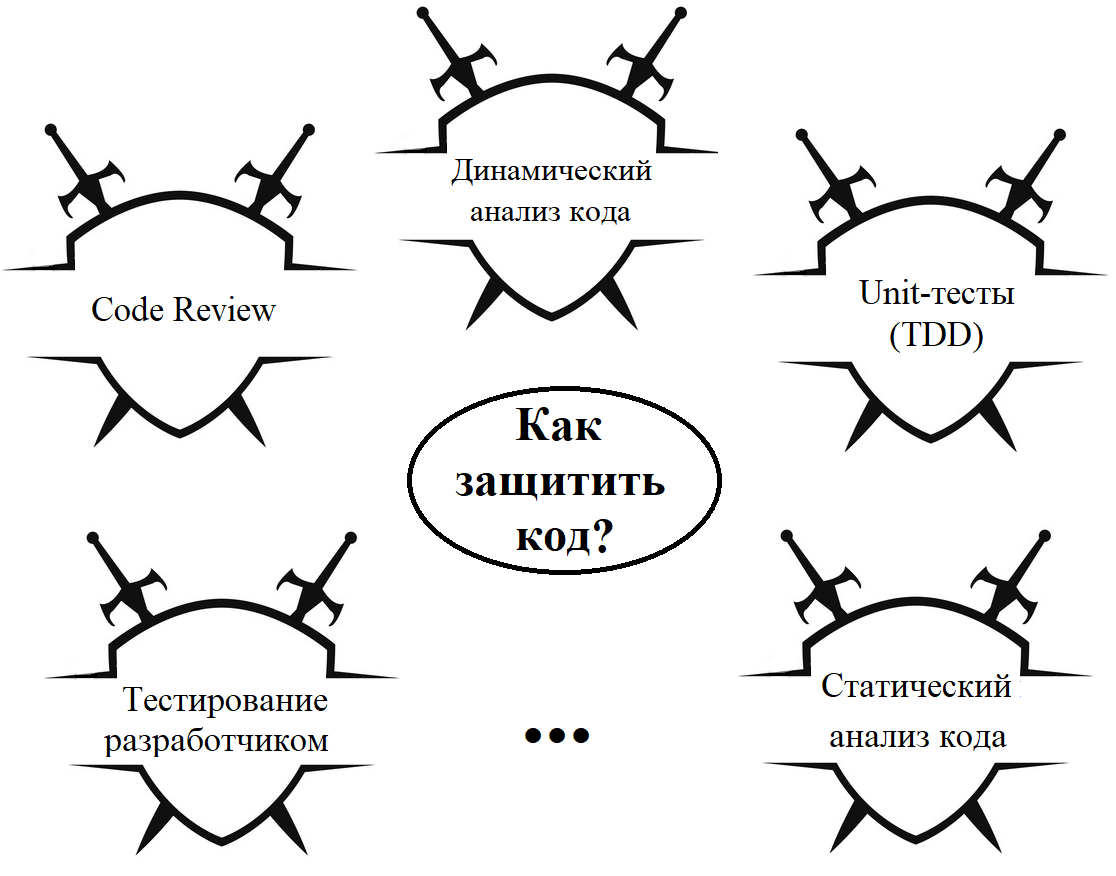 Динамический
анализ кода
Code Review
Unit-тесты
(TDD)
Как
защитить
код?
Тестирование
разработчиком
...
Статический
анализ кода